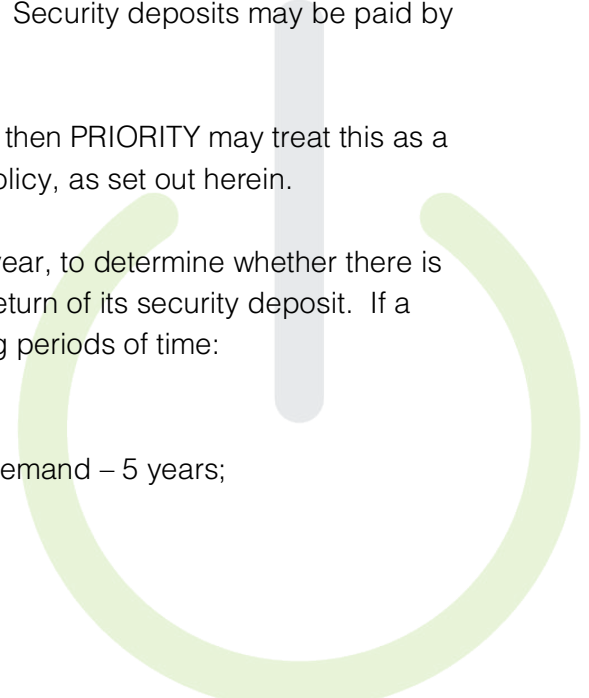 Security deposits may be paid by
then PRIORITY may treat this as a
olicy, as set out herein.
ear, to determine whether there is
eturn of its security deposit.  If a
g periods of time:
emand – 5 years;